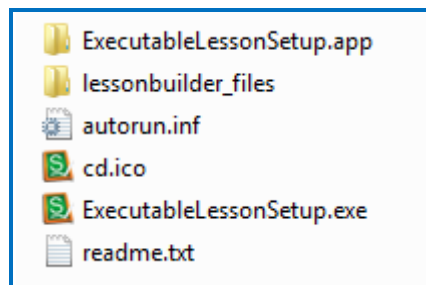 ExecutableLessonSetup.app
lessonbuilder_files
autorun.inf
cd.ico
ExecutableLessonSetup.exe
readme.txt